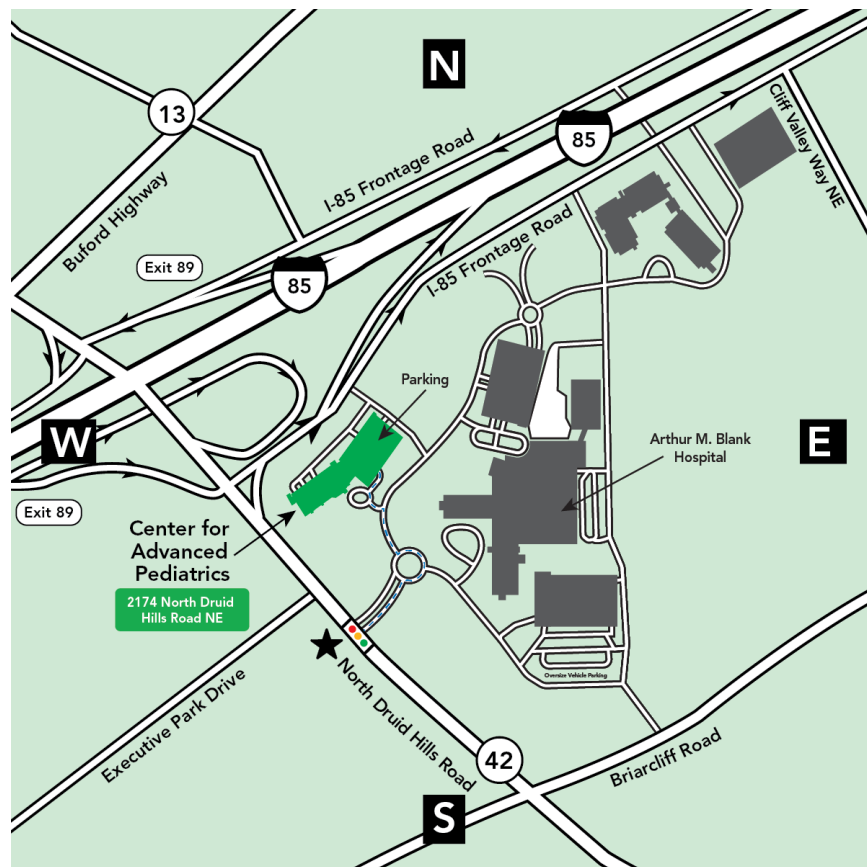 N
13
85
I-85 Frontage Road
Cliff Valley Way NE
Buford Highway
Exit 89
85
I-85 Frontage Road
Parking
W
E
Arthur M. Blank
Hospital
Exit 89
Center for
Advanced
Pediatrics
2174 North Druid
Hills Road NE
Executive Park Drive
North Druid Hills Road
Oversize Vehicle Parking
42
Briarcliff Road
S